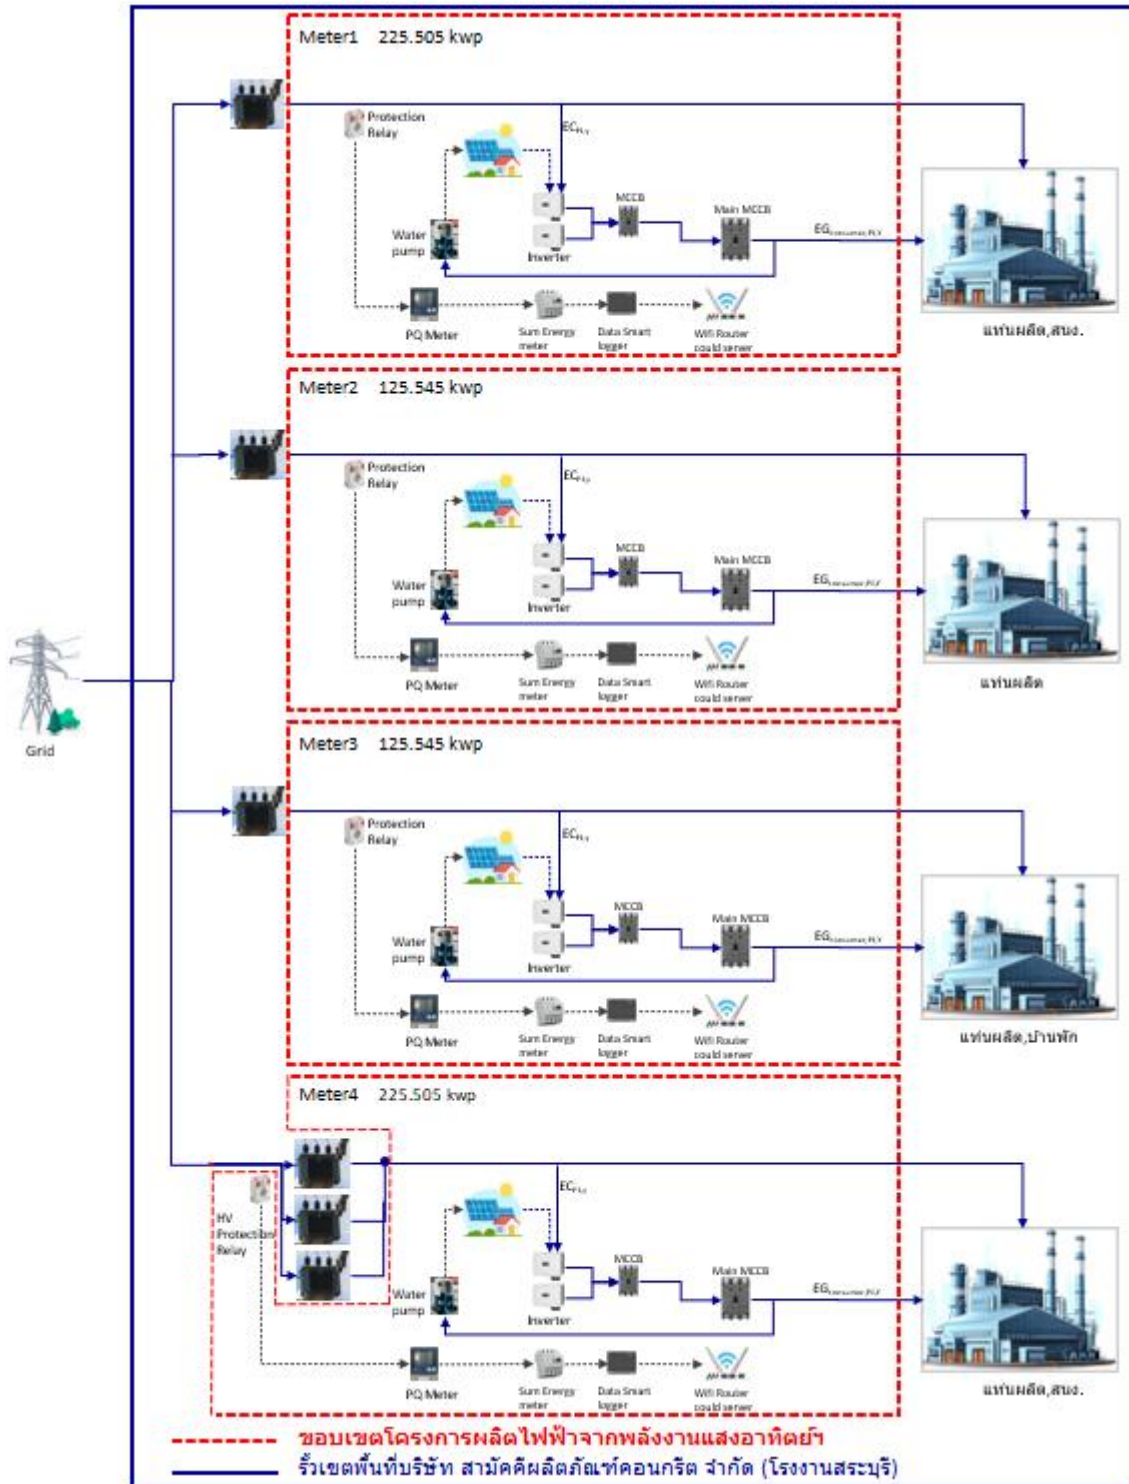 Meter1 225.505 kwp
Protection
Relay
EC
MCCB
Main MCCB
Water
pump
Inverter
EG
PQ Meter
Sum Energy
meter
Data Smart
logger
Wifi Router
could server
แท่นผลิต,สนง.
Meter2 125.545 kwp
Protection
Relay
EC
MCCB
Main MCCB
Water
pump
Inverter
EG
PQ Meter
Sum Energy
meter
Data Smart
logger
Wifi Router
could server
แท่นผลิต
Grid
Meter3 125.545 kwp
Protection
Relay
EC
MCCB
Main MCCB
Water
pump
Inverter
EG
PQ Meter
Sum Energy
meter
Data Smart
logger
Wifi Router
could server
แท่นผลิต,บ้านพัก
Meter4 225.505 kwp
HV
Protection
Relay
EC
MCCB
Main MCCB
Water
pump
Inverter
EG
PQ Meter
Sum Energy
meter
Data Smart
logger
Wifi Router
could server
แท่นผลิต,สนง.
ขอบเขตโครงการผลิตไฟฟ้าจากพลังงานแสงอาทิตย์ฯ
รั้วเขตพื้นที่บริษัท สามัคคีผลิตภัณฑ์คอนกรีต จำกัด (โรงงานสระบุรี)